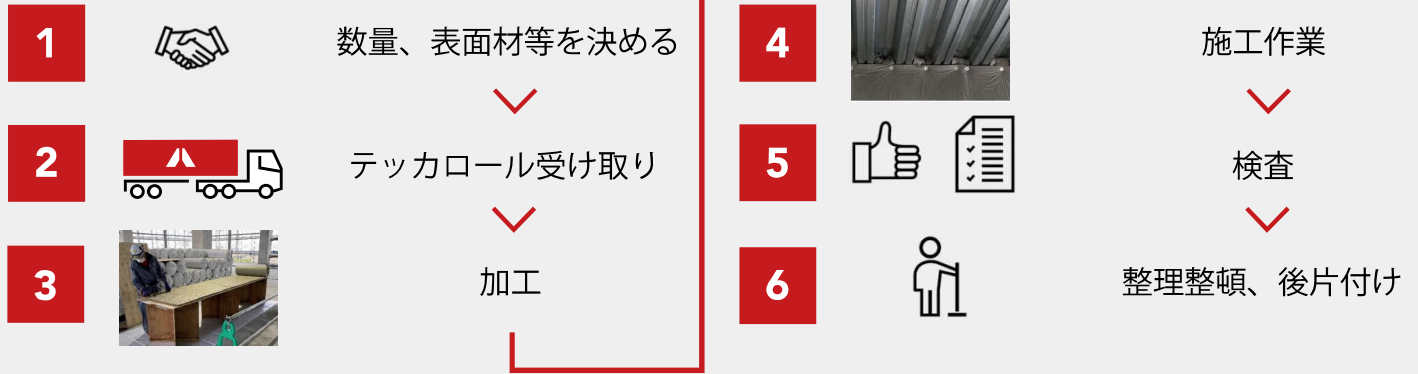 1
数量、表面材等を決める
2
テッカロール受け取り
3
加工
4
施工作業
5
検査
6
整理整頓、後片付け